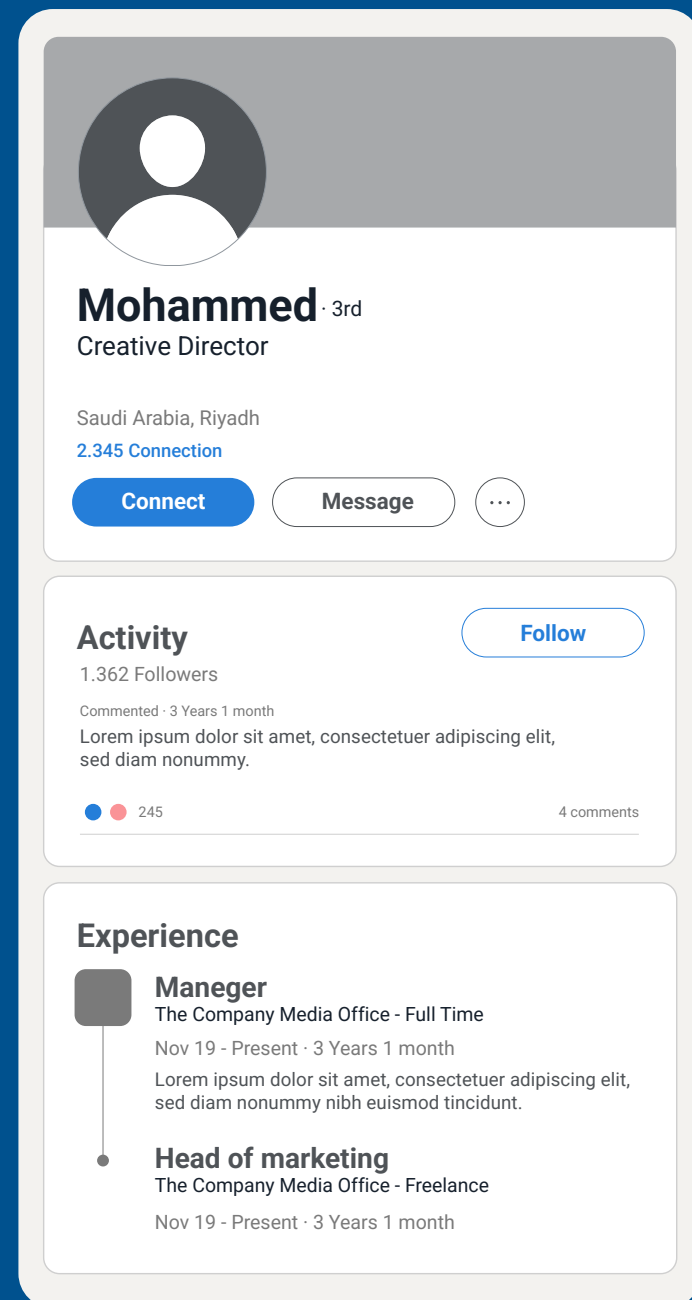 Mohammed · 3rd
Creative Director
Saudi Arabia, Riyadh
2.345 Connection
Connect
Message
...
Activity
Follow
1.362 Followers
Commented · 3 Years 1 month
Lorem ipsum dolor sit amet, consectetuer adipiscing elit,
sed diam nonummy.
245
4 comments
Experience
Maneger
The Company Media Office - Full Time
Nov 19 - Present · 3 Years 1 month
Lorem ipsum dolor sit amet, consectetuer adipiscing elit,
sed diam nonummy nibh euismod tincidunt.
Head of marketing
The Company Media Office - Freelance
Nov 19 - Present · 3 Years 1 month